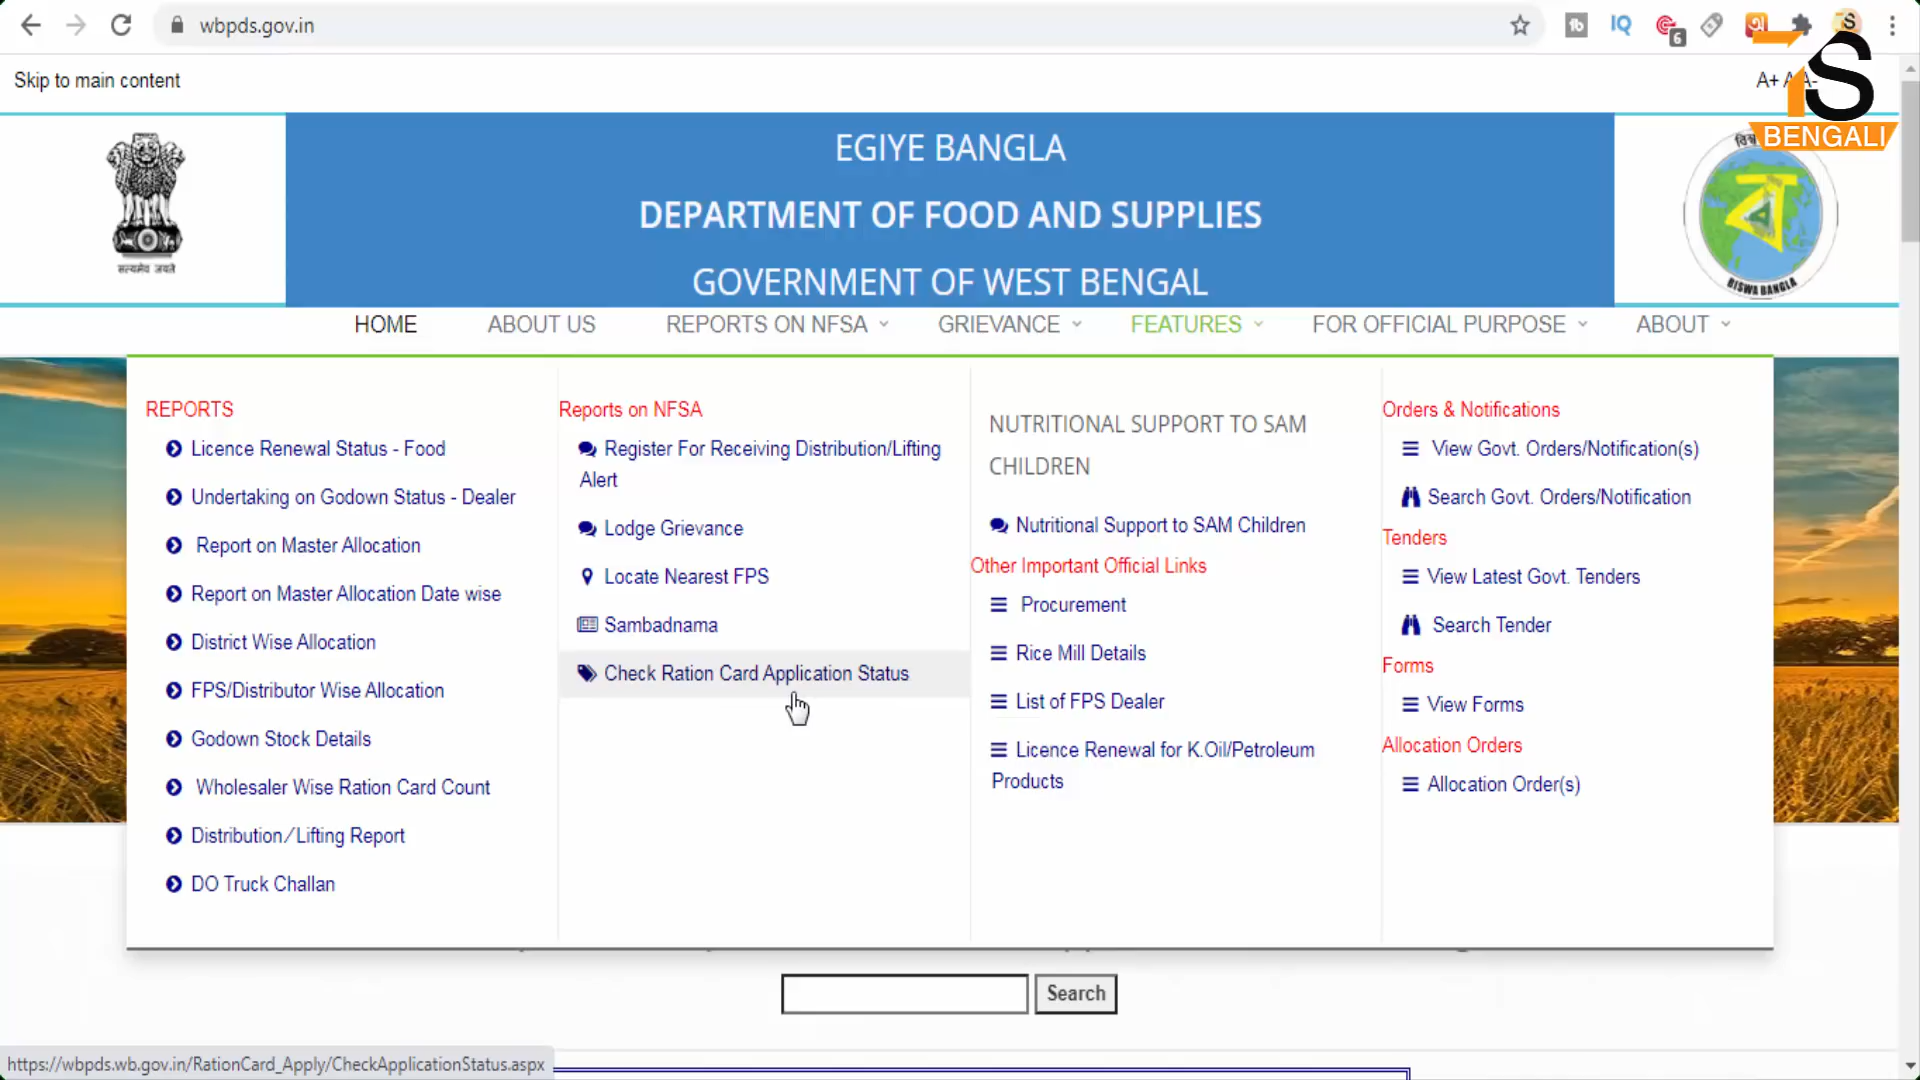 wbpds.gov.in
6
Skip to main content
A+ A A-
S
BENGALI
सत्यमेव जयते
EGIYE BANGLA
DEPARTMENT OF FOOD AND SUPPLIES
GOVERNMENT OF WEST BENGAL
ব
BISWA BANGLA
HOME ABOUT US REPORTS ON NFSA GRIEVANCE FEATURES FOR OFFICIAL PURPOSE ABOUT
REPORTS
Licence Renewal Status - Food
Undertaking on Godown Status - Dealer
Report on Master Allocation
Report on Master Allocation Date wise
District Wise Allocation
FPS/Distributor Wise Allocation
Godown Stock Details
Wholesaler Wise Ration Card Count
Distribution/Lifting Report
DO Truck Challan
Reports on NFSA
Register For Receiving Distribution/Lifting
Alert
Lodge Grievance
Locate Nearest FPS
Sambadnama
Check Ration Card Application Status
NUTRITIONAL SUPPORT TO SAM
CHILDREN
Nutritional Support to SAM Children
Other Important Official Links
Procurement
Rice Mill Details
List of FPS Dealer
Licence Renewal for K.Oil/Petroleum
Products
Orders & Notifications
View Govt. Orders/Notification(s)
Search Govt. Orders/Notification
Tenders
View Latest Govt. Tenders
Search Tender
Forms
View Forms
Allocation Orders
Allocation Order(s)
Search
https://wbpds.wb.gov.in/RationCard_Apply/CheckApplicationStatus.aspx